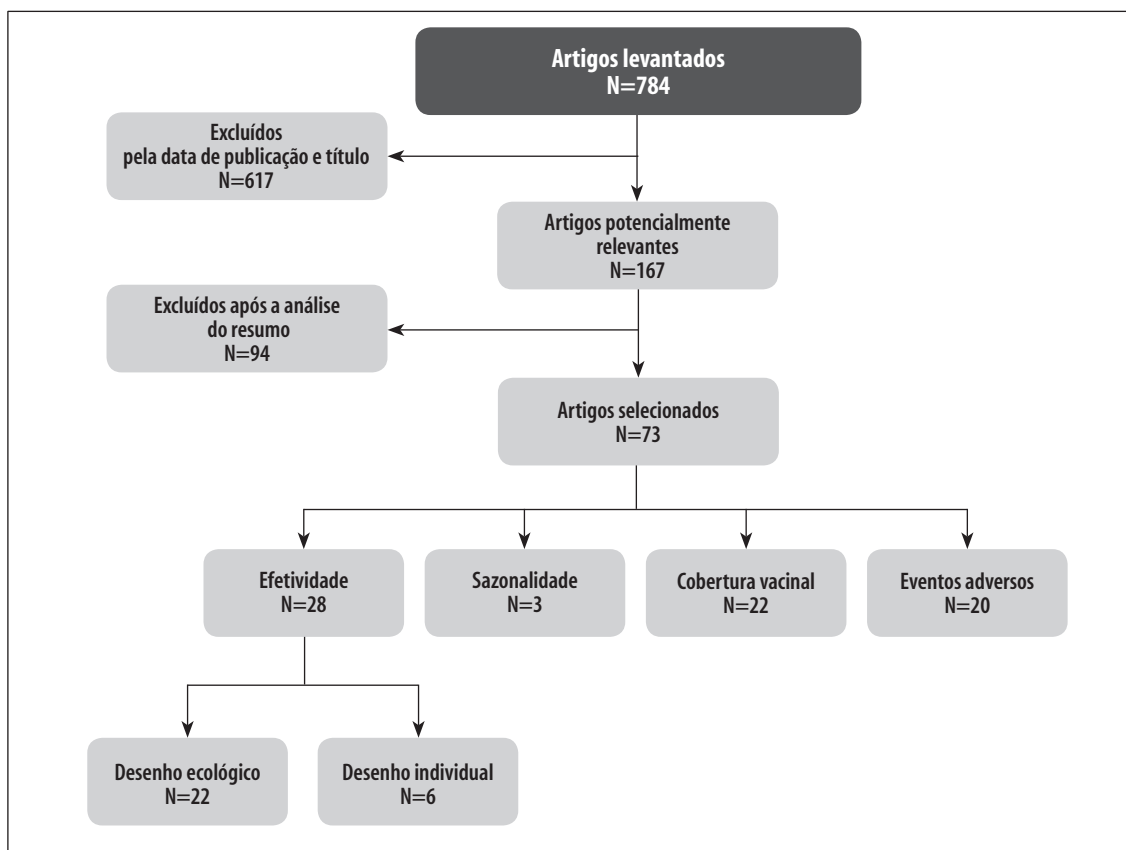 Artigos levantados
N=784
Excluídos
pela data de publicação e título
N=617
Artigos potencialmente
relevantes
N=167
Excluídos após a análise
do resumo
N=94
Artigos selecionados
N=73
Efetividade
N=28
Sazonalidade
N=3
Cobertura vacinal
N=22
Eventos adversos
N=20
Desenho ecológico
N=22
Desenho individual
N=6